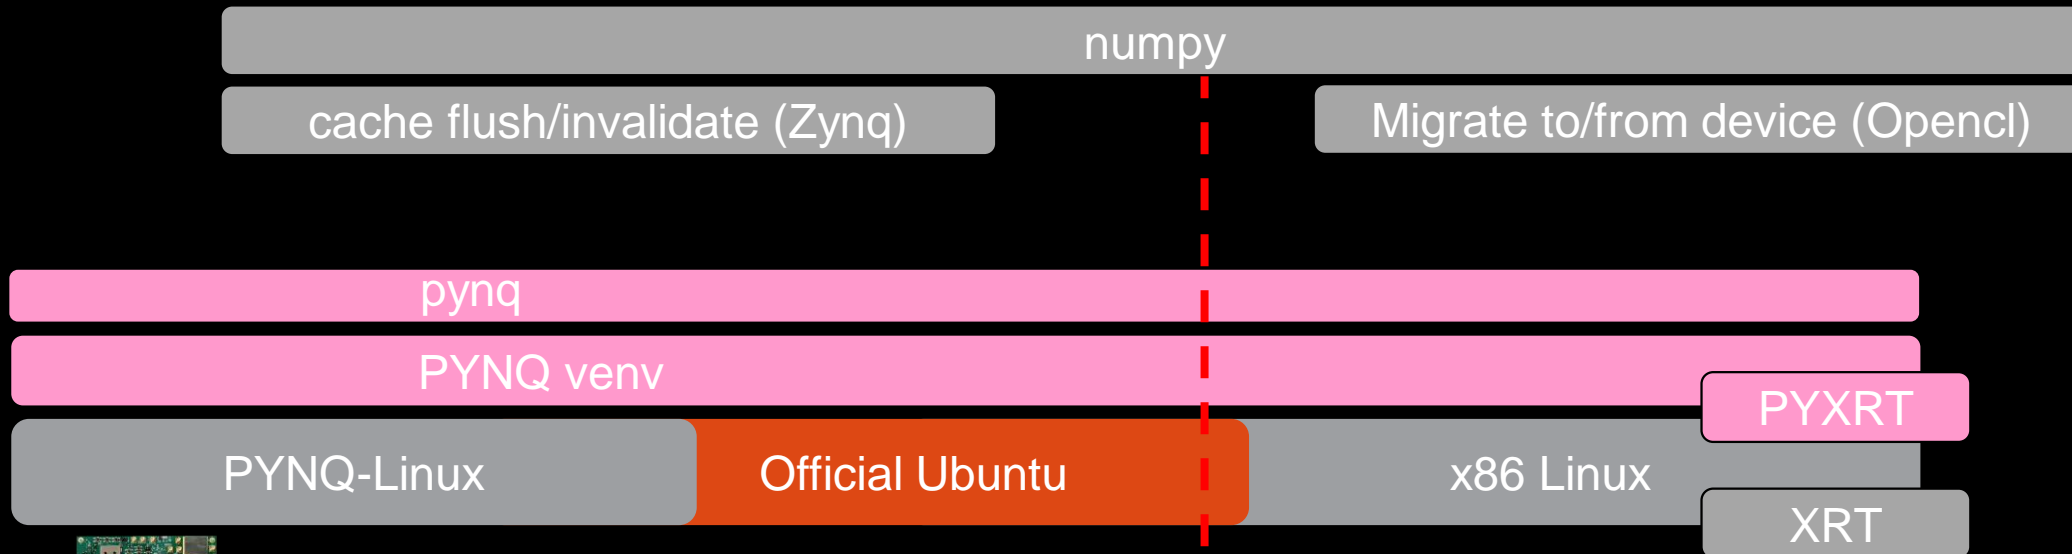 numpy
cache flush/invalidate (Zynq)
Migrate to/from device (Opencl)
pynq
PYNQ venv
PYXRT
PYNQ-Linux
Official Ubuntu
x86 Linux
XRT